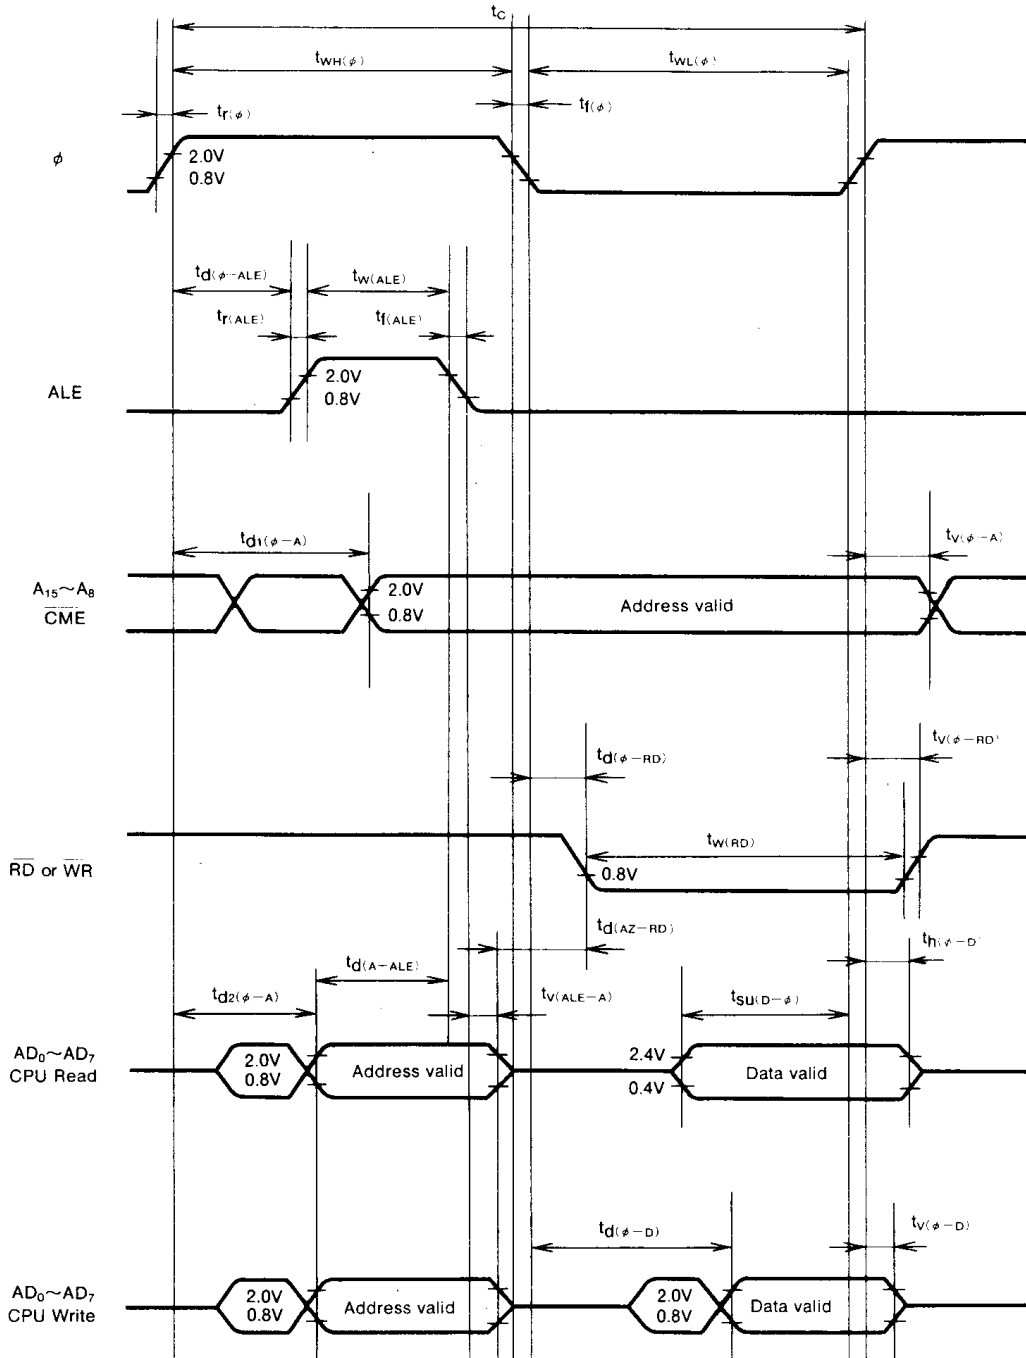 tC
tWH(φ)
tWL(φ)
tr(φ)
tf(φ)
φ
2.0V
0.8V
td(φ-ALE)
tW(ALE)
tr(ALE)
tf(ALE)
ALE
2.0V
0.8V
td1(φ-A)
tV(φ-A)
A15~A8
CME
2.0V
0.8V
Address valid
td(φ-RD)
tV(φ-RD)
tW(RD)
RD or WR
0.8V
td(AZ-RD)
th(φ-D)
td(A-ALE)
td2(φ-A)
tV(ALE-A)
tSU(D-φ)
AD0~AD7
CPU Read
2.0V
0.8V
Address valid
2.4V
0.4V
Data valid
td(φ-D)
tV(φ-D)
AD0~AD7
CPU Write
2.0V
0.8V
Address valid
2.0V
0.8V
Data valid